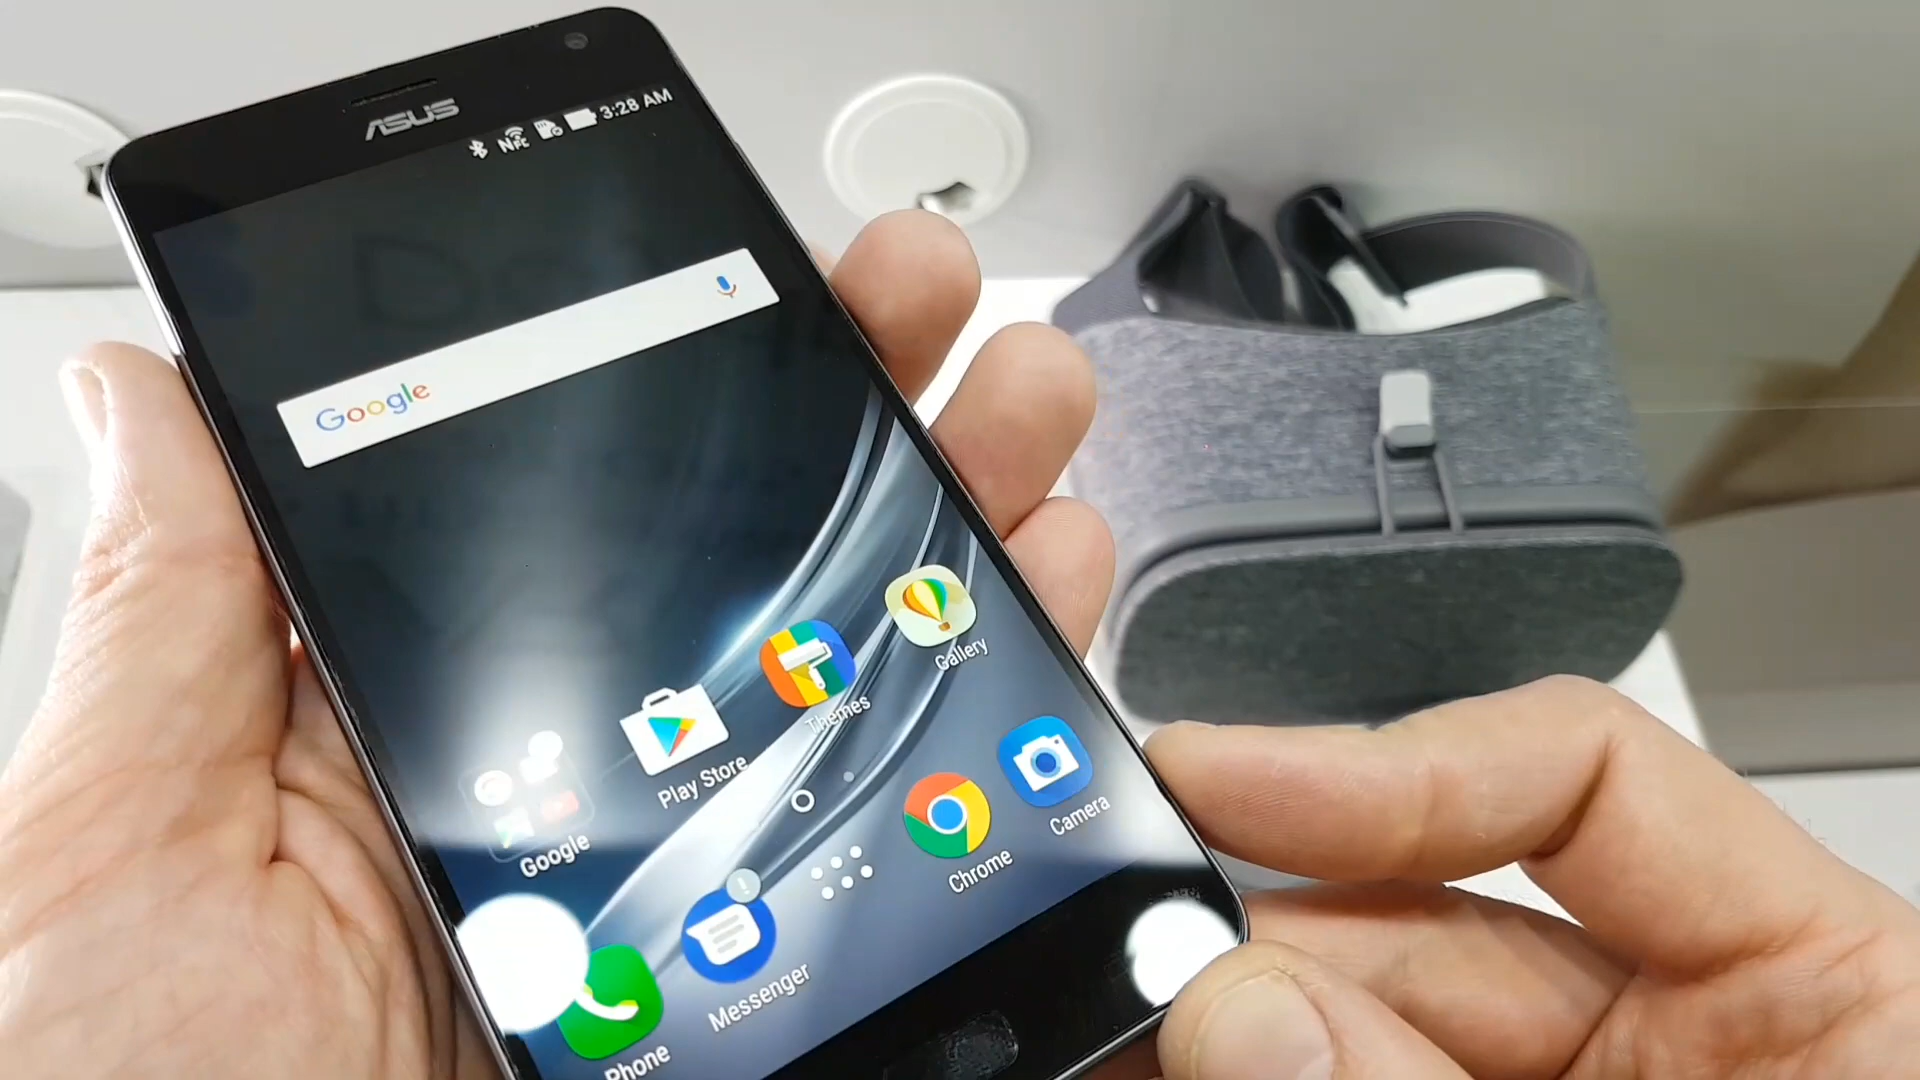 ASUS
NFC
3:28 AM
Google
Gallery
Themes
Play Store
Google
Camera
Chrome
Messenger
Phone